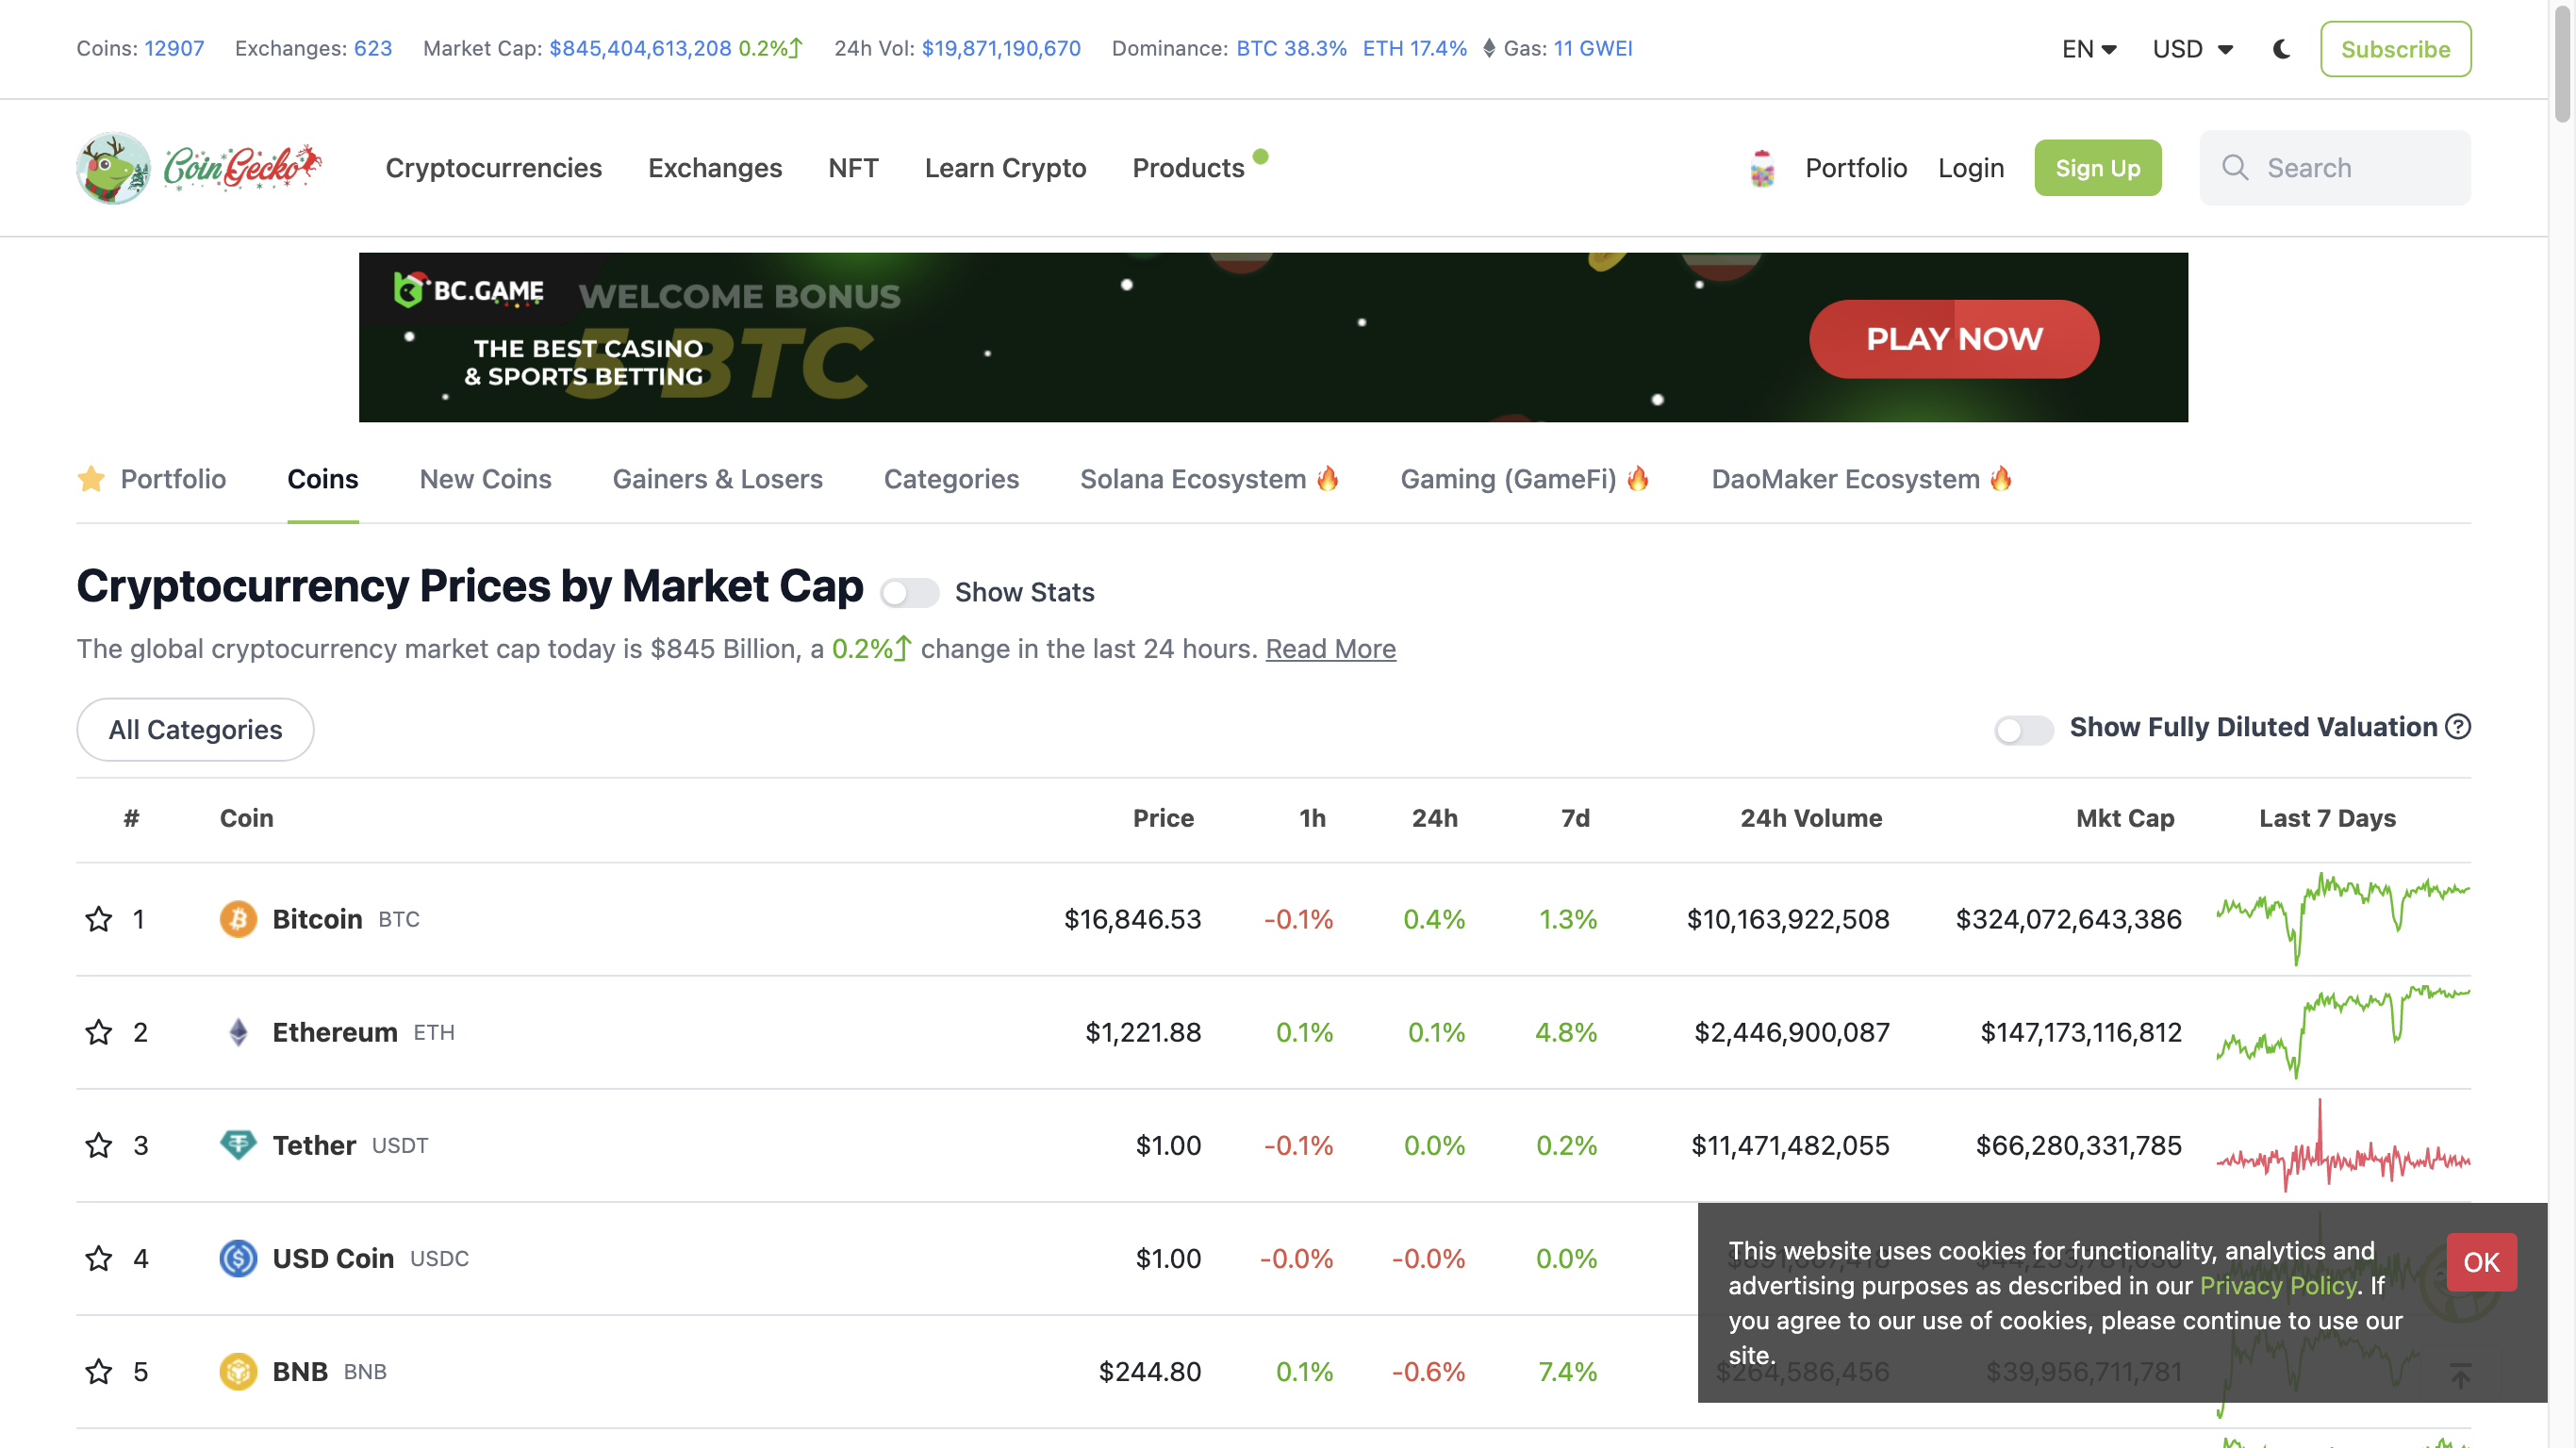 Coins: 12907 Exchanges: 623 Market Cap: $845,404,613,208 0.2% 24h Vol: $19,871,190,670 Dominance: BTC 38.3% ETH 17.4% Gas: 11 GWEI EN USD Subscribe
CoinGecko Cryptocurrencies Exchanges NFT Learn Crypto Products Portfolio Login Sign Up Search
BC.GAME WELCOME BONUS
5 BTC
THE BEST CASINO
& SPORTS BETTING
PLAY NOW
Portfolio Coins New Coins Gainers & Losers Categories Solana Ecosystem Gaming (GameFi) DaoMaker Ecosystem
Cryptocurrency Prices by Market Cap Show Stats
The global cryptocurrency market cap today is $845 Billion, a 0.2% change in the last 24 hours. Read More
All Categories Show Fully Diluted Valuation
# Coin Price 1h 24h 7d 24h Volume Mkt Cap Last 7 Days
1 Bitcoin BTC $16,846.53 -0.1% 0.4% 1.3% $10,163,922,508 $324,072,643,386
2 Ethereum ETH $1,221.88 0.1% 0.1% 4.8% $2,446,900,087 $147,173,116,812
3 Tether USDT $1.00 -0.1% 0.0% 0.2% $11,471,482,055 $66,280,331,785
4 USD Coin USDC $1.00 -0.0% -0.0% 0.0%
5 BNB BNB $244.80 0.1% -0.6% 7.4% $264,586,456 $39,956,711,781
This website uses cookies for functionality, analytics and
advertising purposes as described in our Privacy Policy. If
you agree to our use of cookies, please continue to use our
site.
OK